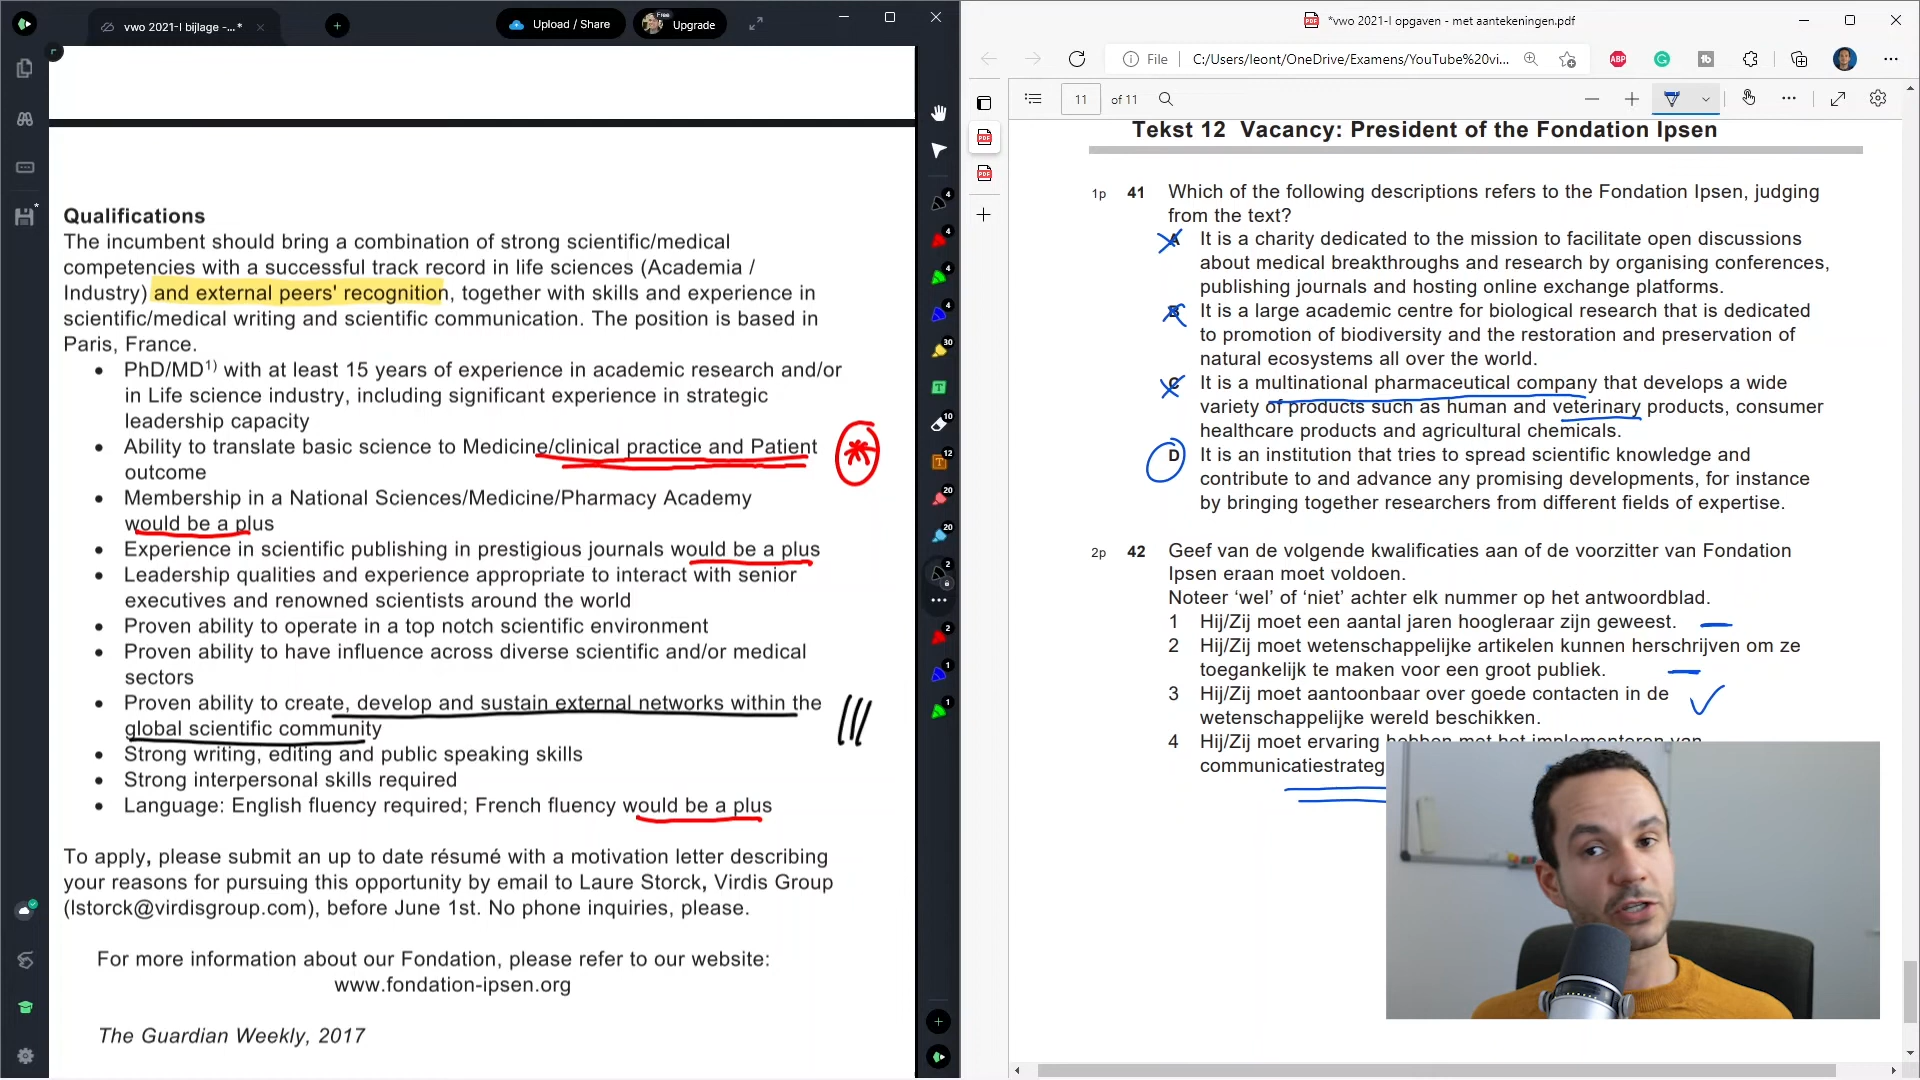 vwo 2021-I bijlage -...*
Upload / Share
Free
Upgrade
Qualifications
The incumbent should bring a combination of strong scientific/medical
competencies with a successful track record in life sciences (Academia /
Industry) and external peers' recognition, together with skills and experience in
scientific/medical writing and scientific communication. The position is based in
Paris, France.
• PhD/MD1) with at least 15 years of experience in academic research and/or
in Life science industry, including significant experience in strategic
leadership capacity
• Ability to translate basic science to Medicine/clinical practice and Patient
outcome
• Membership in a National Sciences/Medicine/Pharmacy Academy
would be a plus
• Experience in scientific publishing in prestigious journals would be a plus
• Leadership qualities and experience appropriate to interact with senior
executives and renowned scientists around the world
• Proven ability to operate in a top notch scientific environment
• Proven ability to have influence across diverse scientific and/or medical
sectors
• Proven ability to create, develop and sustain external networks within the
global scientific community
• Strong writing, editing and public speaking skills
• Strong interpersonal skills required
• Language: English fluency required; French fluency would be a plus
To apply, please submit an up to date résumé with a motivation letter describing
your reasons for pursuing this opportunity by email to Laure Storck, Virdis Group
(lstorck@virdisgroup.com), before June 1st. No phone inquiries, please.
For more information about our Fondation, please refer to our website:
www.fondation-ipsen.org
The Guardian Weekly, 2017
4
4
4
4
30
10
12
20
20
2
2
1
1
*vwo 2021-I opgaven - met aantekeningen.pdf
File
C:/Users/leont/OneDrive/Examens/YouTube%20vi...
ABP
11 of 11
Tekst 12 Vacancy: President of the Fondation Ipsen
1p 41 Which of the following descriptions refers to the Fondation Ipsen, judging
from the text?
A It is a charity dedicated to the mission to facilitate open discussions
about medical breakthroughs and research by organising conferences,
publishing journals and hosting online exchange platforms.
B It is a large academic centre for biological research that is dedicated
to promotion of biodiversity and the restoration and preservation of
natural ecosystems all over the world.
C It is a multinational pharmaceutical company that develops a wide
variety of products such as human and veterinary products, consumer
healthcare products and agricultural chemicals.
D It is an institution that tries to spread scientific knowledge and
contribute to and advance any promising developments, for instance
by bringing together researchers from different fields of expertise.
2p 42 Geef van de volgende kwalificaties aan of de voorzitter van Fondation
Ipsen eraan moet voldoen.
Noteer ‘wel’ of ‘niet’ achter elk nummer op het antwoordblad.
1 Hij/Zij moet een aantal jaren hoogleraar zijn geweest.
2 Hij/Zij moet wetenschappelijke artikelen kunnen herschrijven om ze
toegankelijk te maken voor een groot publiek.
3 Hij/Zij moet aantoonbaar over goede contacten in de
wetenschappelijke wereld beschikken.
4 Hij/Zij moet ervaring hebben met het implementeren van
communicatiestrateg